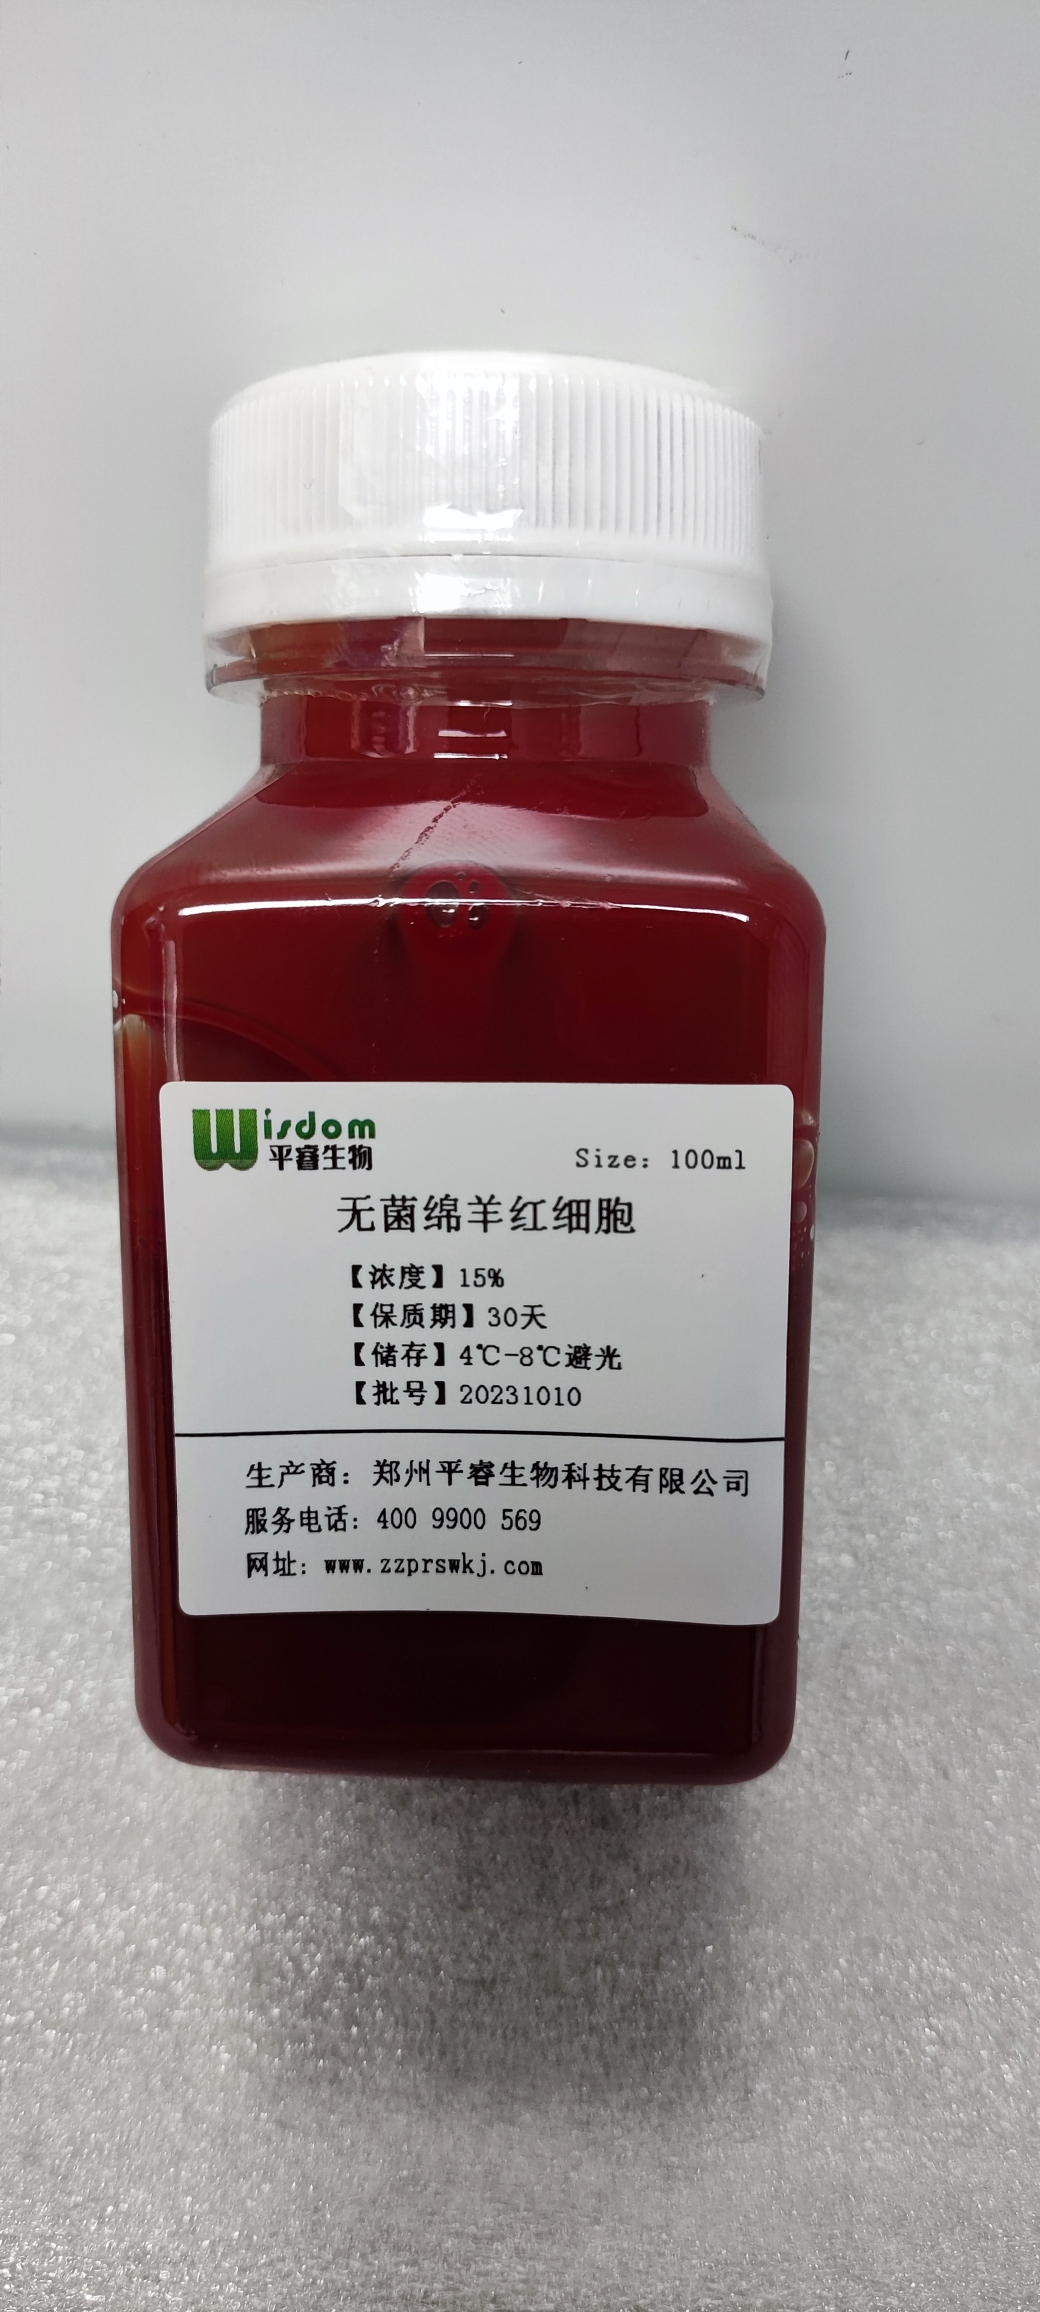 Wisdom
平睿生物
Size: 100ml
无菌绵羊红细胞
【浓度】15%
【保质期】30天
【储存】4℃-8℃避光
【批号】20231010
生产商：郑州平睿生物科技有限公司
服务电话: 400 9900 569
网址: www.zzprswkj.com